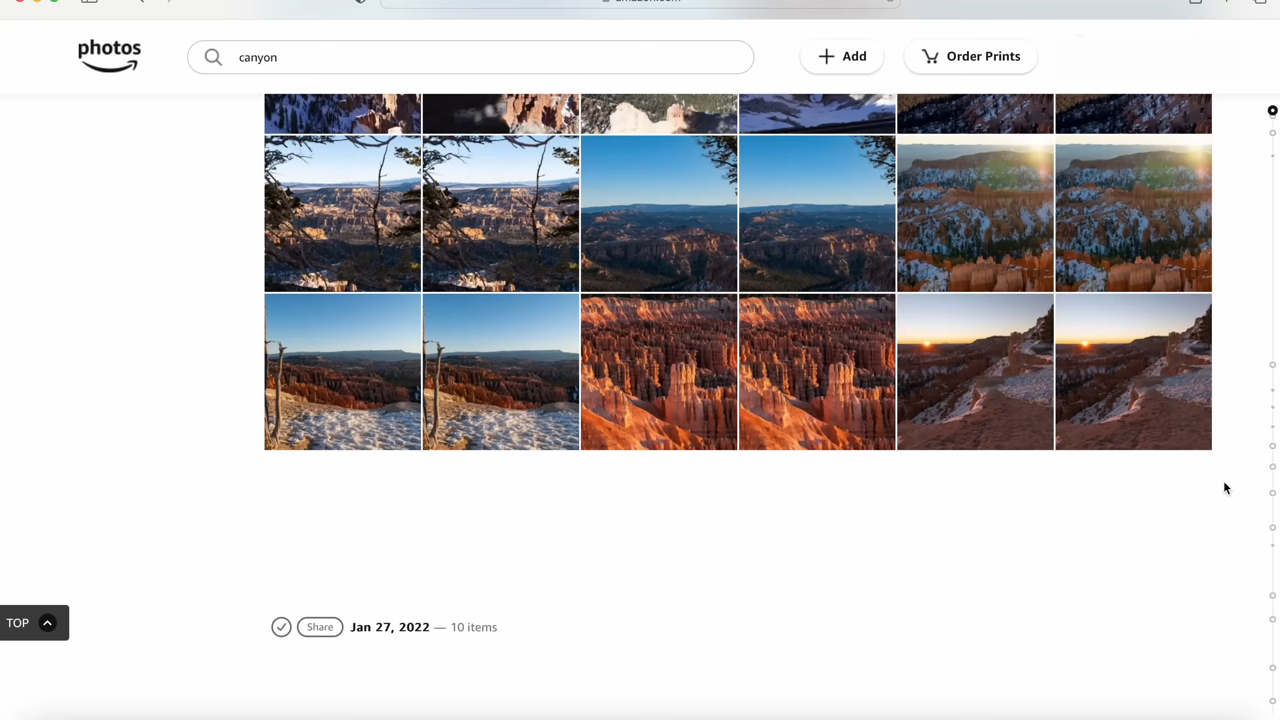 photos
canyon
Add
Order Prints
TOP
Share
Jan 27, 2022 — 10 items